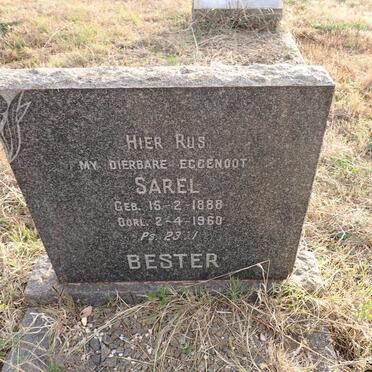 HIER RUS
MY DIERBARE EGGENOOT
SAREL
GEB. 15-2-1888
OORL. 2-4-1960
Ps. 23:1
BESTER